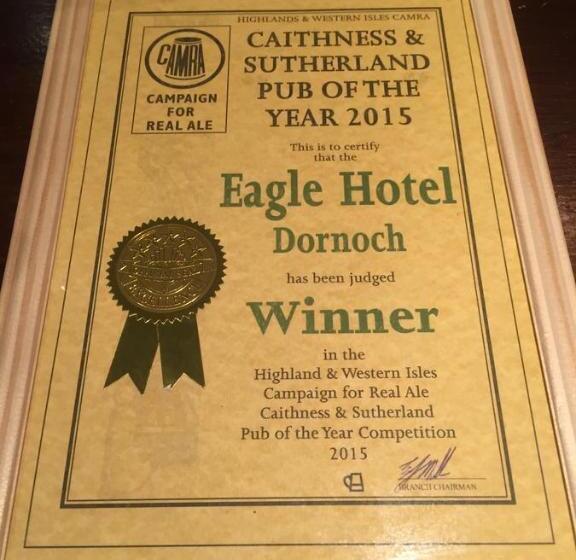 HIGHLANDS & WESTERN ISLES CAMRA
CAMRA
CAMPAIGN
FOR
REAL ALE
CAITHNESS &
SUTHERLAND
PUB OF THE
YEAR 2015
This is to certify
that the
Eagle Hotel
Dornoch
has been judged
Winner
in the
Highland & Western Isles
Campaign for Real Ale
Caithness & Sutherland
Pub of the Year Competition
2015
BRANCH CHAIRMAN